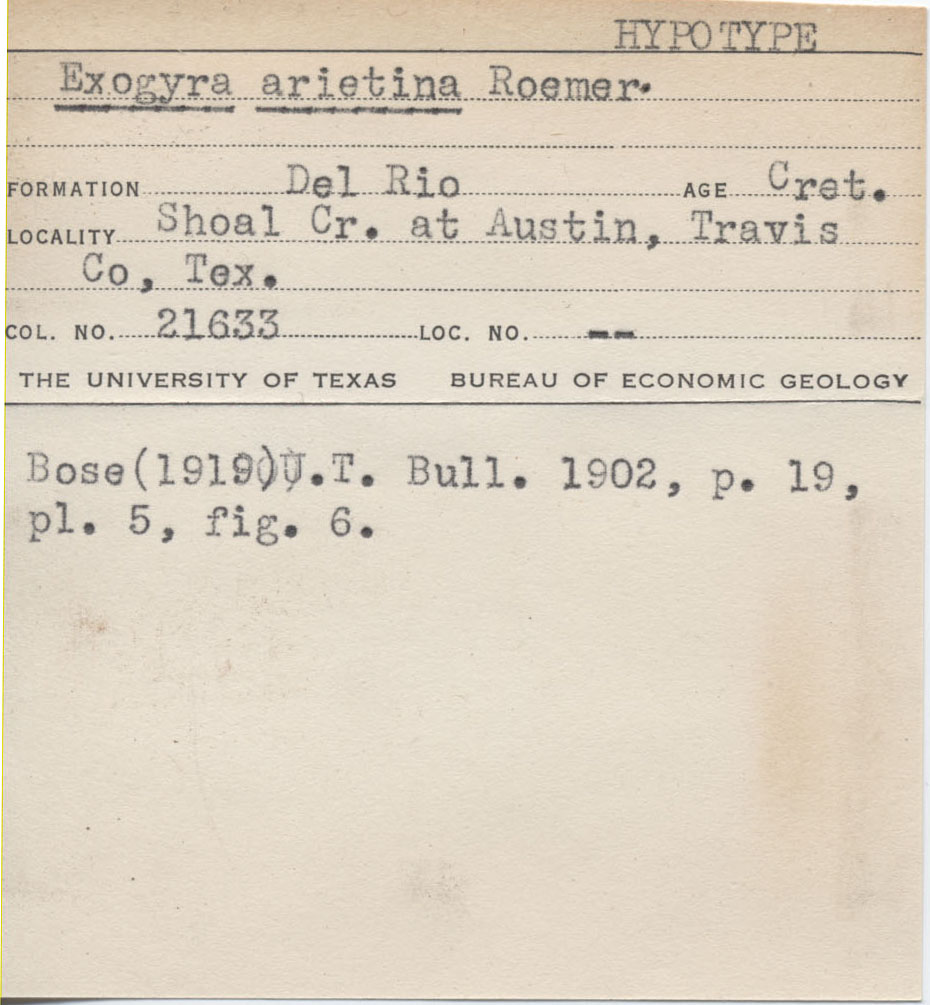 HYPOTYPE
Exogyra arietina Roemer.
FORMATION Del Rio AGE Cret.
LOCALITY Shoal Cr. at Austin, Travis
Co, Tex.
COL. NO. 21633 LOC. NO. --
THE UNIVERSITY OF TEXAS BUREAU OF ECONOMIC GEOLOGY
Bose(1919)U.T. Bull. 1902, p. 19,
pl. 5, fig. 6.